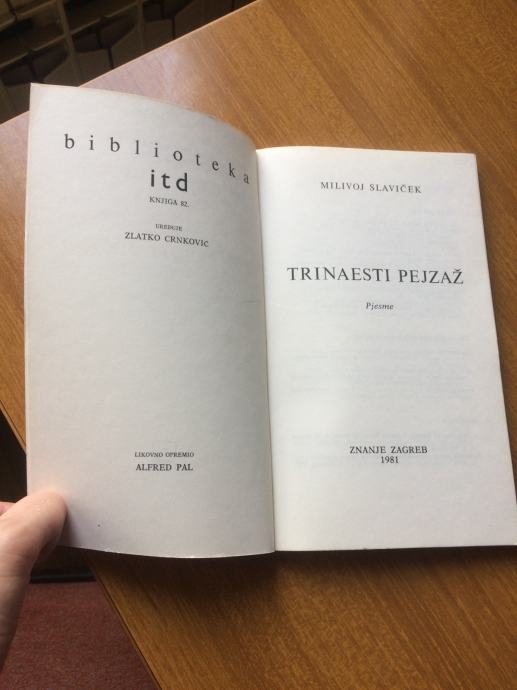 biblioteka
itd
KNJIGA 82.
UREĐUJE
ZLATKO CRNKOVIĆ
LIKOVNO OPREMIO
ALFRED PAL
MILIVOJ SLAVIČEK
TRINAESTI PEJZAŽ
Pjesme
ZNANJE ZAGREB
1981